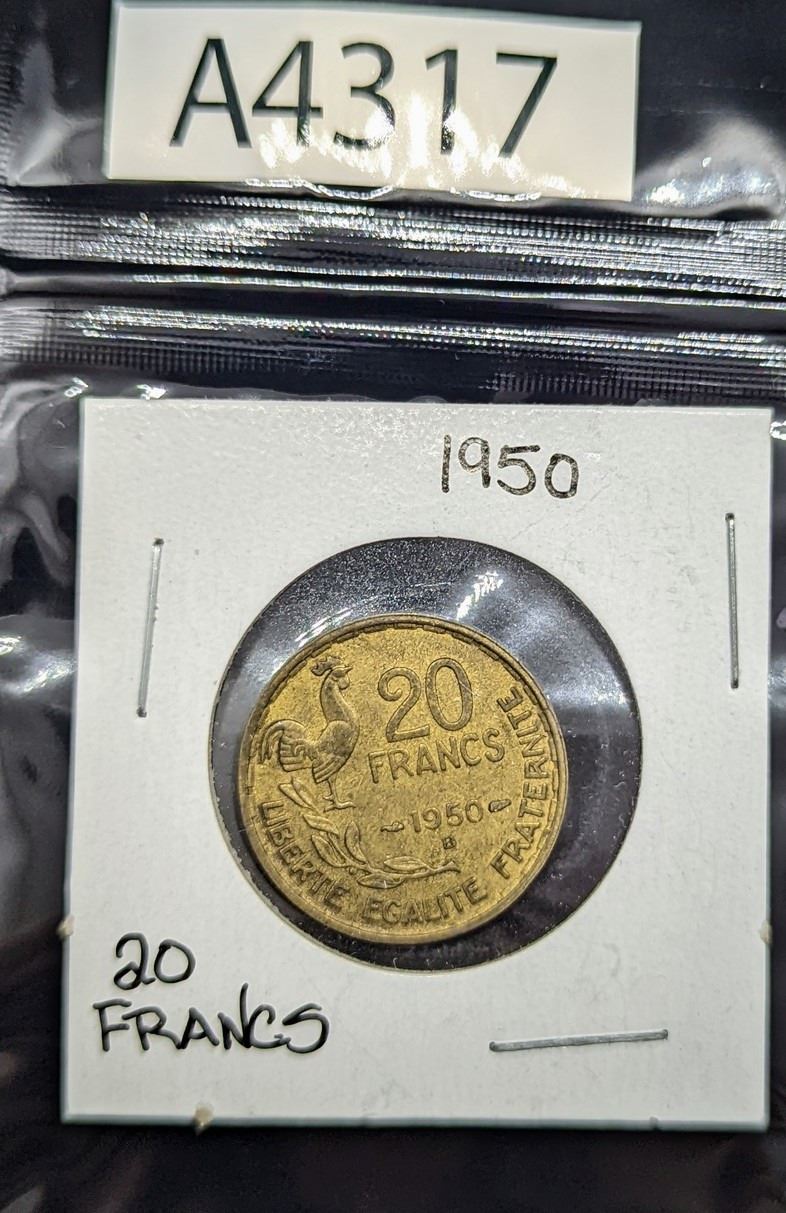 A4317
1950
20
FRANCS
1950
B
LIBERTE EGALITE FRATERNITE
20
FRANCS